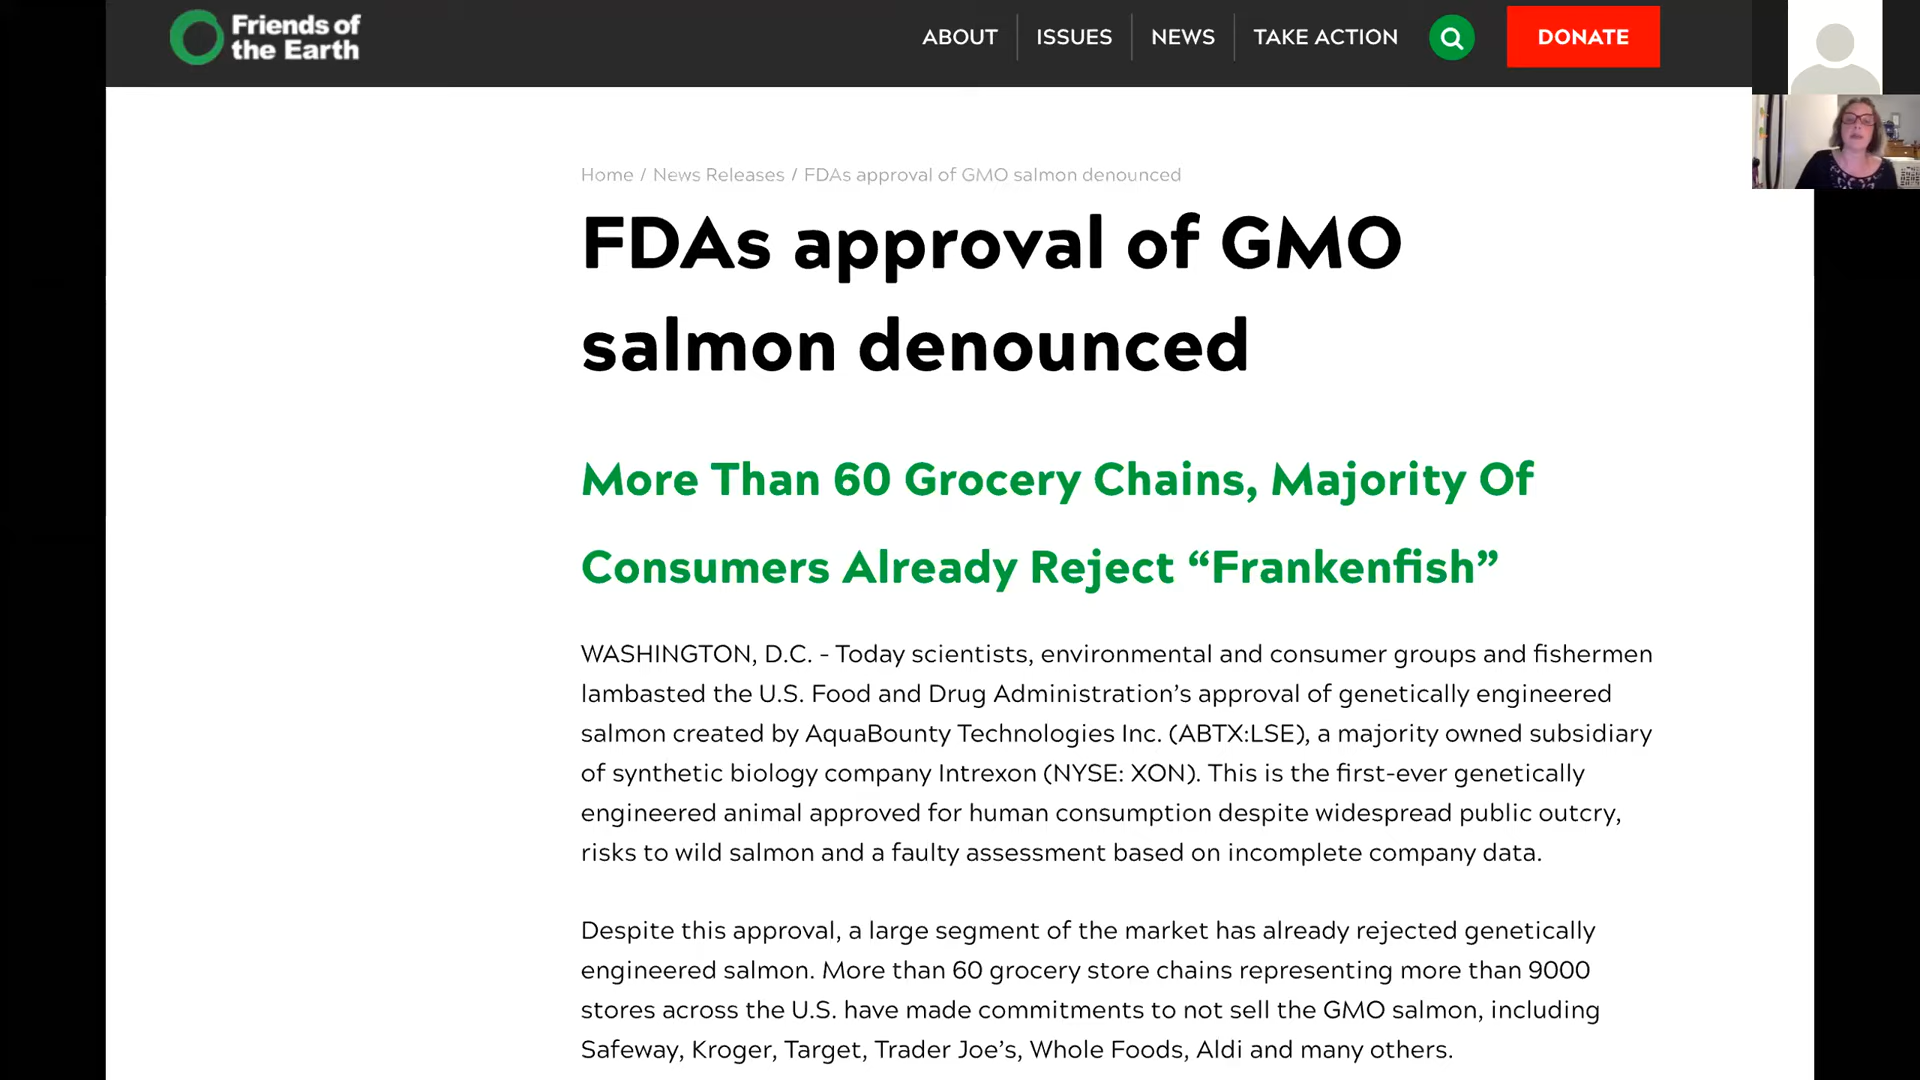 Friends of
the Earth
ABOUT ISSUES NEWS TAKE ACTION DONATE
Home / News Releases / FDAs approval of GMO salmon denounced
FDAs approval of GMO
salmon denounced
More Than 60 Grocery Chains, Majority Of
Consumers Already Reject “Frankenfish”
WASHINGTON, D.C. – Today scientists, environmental and consumer groups and fishermen
lambasted the U.S. Food and Drug Administration’s approval of genetically engineered
salmon created by AquaBounty Technologies Inc. (ABTX:LSE), a majority owned subsidiary
of synthetic biology company Intrexon (NYSE: XON). This is the first-ever genetically
engineered animal approved for human consumption despite widespread public outcry,
risks to wild salmon and a faulty assessment based on incomplete company data.
Despite this approval, a large segment of the market has already rejected genetically
engineered salmon. More than 60 grocery store chains representing more than 9000
stores across the U.S. have made commitments to not sell the GMO salmon, including
Safeway, Kroger, Target, Trader Joe’s, Whole Foods, Aldi and many others.